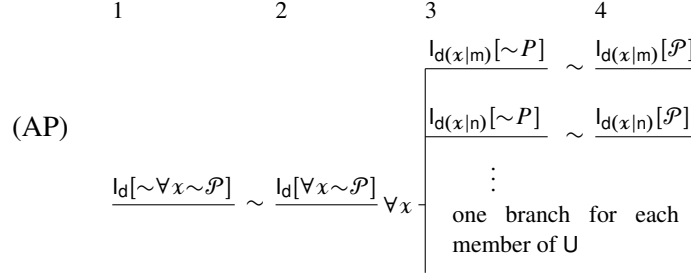 1 2 3 4
I_d(x|m)[∼P] ∼ I_d(x|m)[𝒫]
(AP)
I_d(x|n)[∼P] ∼ I_d(x|n)[𝒫]
⋮
I_d[∼∀x∼𝒫] ∼ I_d[∀x∼𝒫] ∀x
one branch for each
member of U